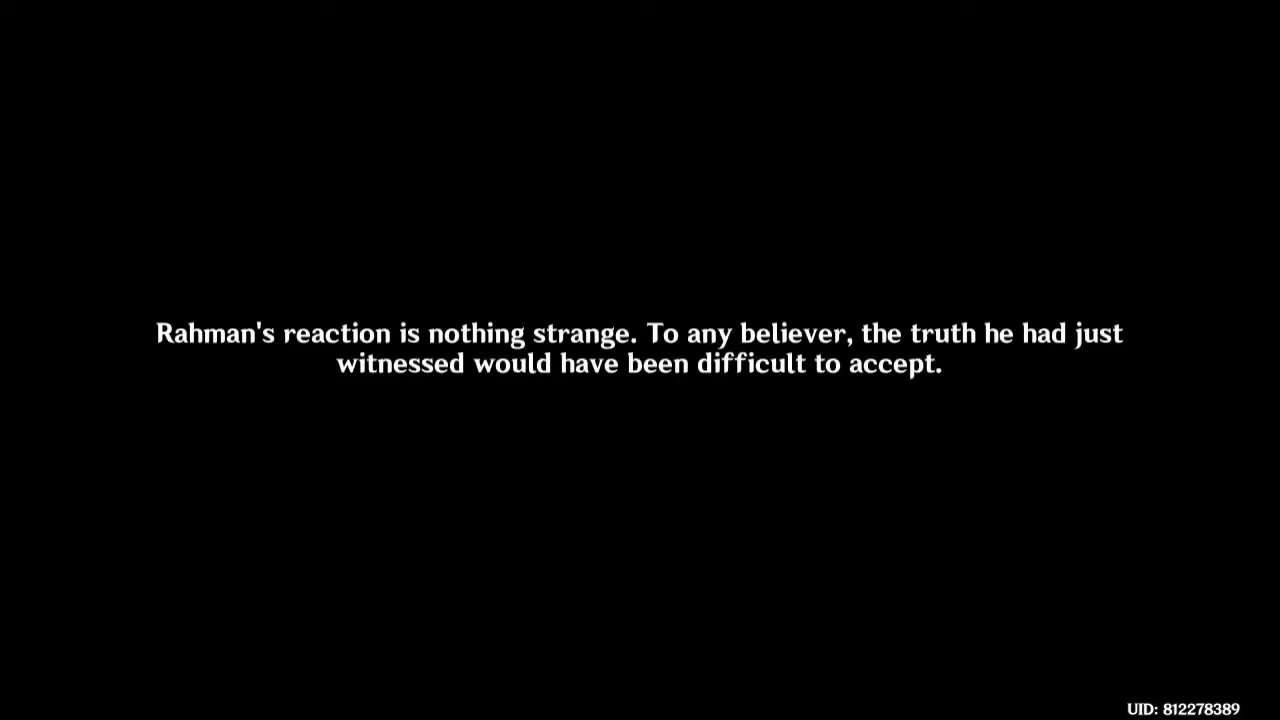 Rahman's reaction is nothing strange. To any believer, the truth he had just
witnessed would have been difficult to accept.
UID: 812278389